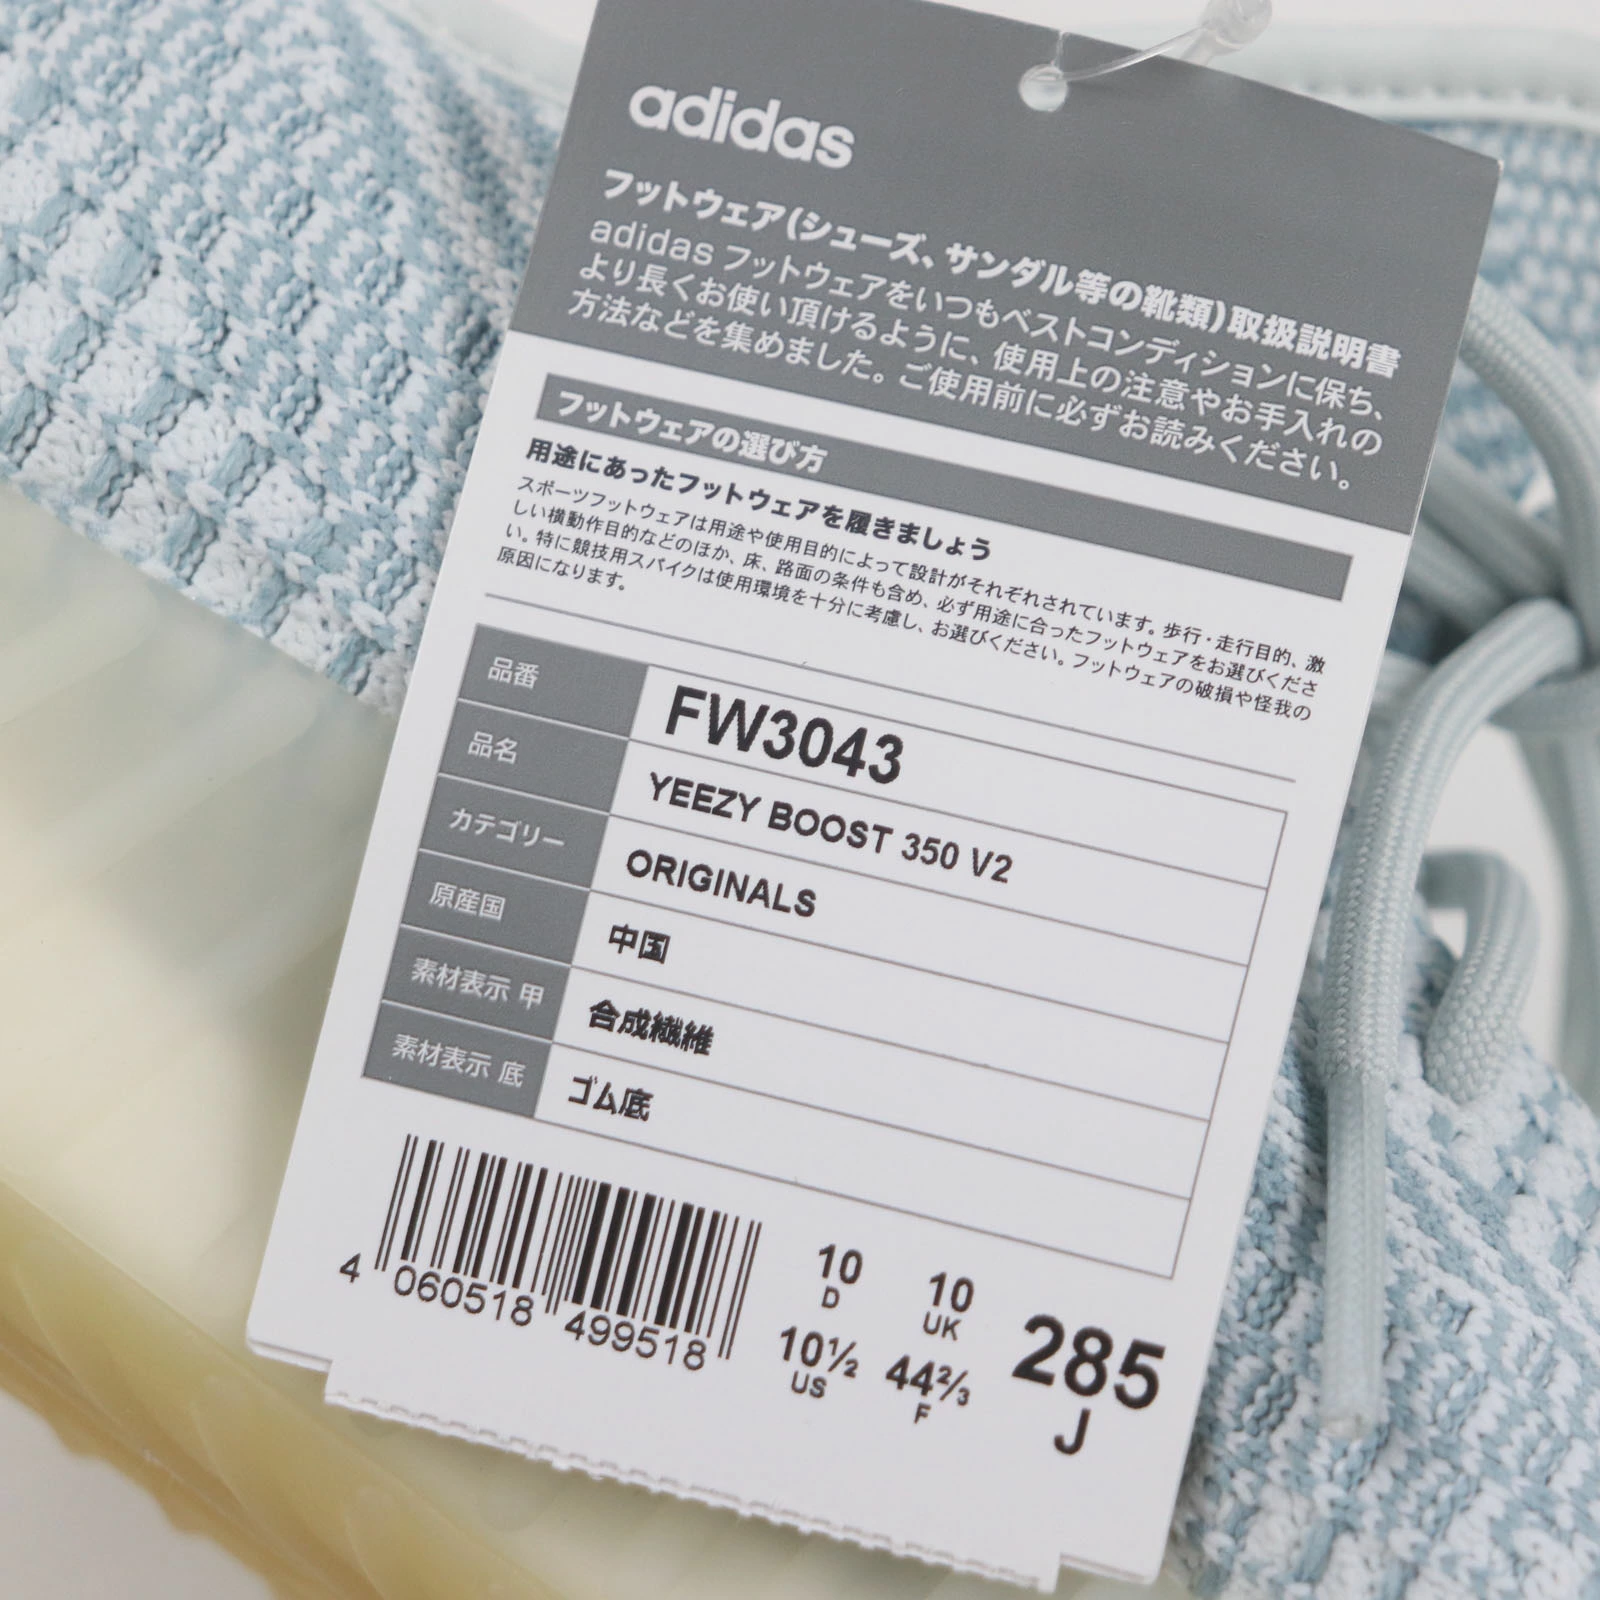 adidas
フットウェア(シューズ、サンダル等の靴類)取扱説明書
adidas フットウェアをいつもベストコンディションに保ち、
より長くお使い頂けるように、使用上の注意やお手入れの
方法などを集めました。ご使用前に必ずお読みください。
フットウェアの選び方
用途にあったフットウェアを履きましょう
スポーツフットウェアは用途や使用目的によって設計がそれぞれされています。歩行・走行目的、激
しい横動作目的などのほか、床、路面の条件も含め、必ず用途に合ったフットウェアをお選びくださ
い。特に競技用スパイクは使用環境を十分に考慮し、お選びください。フットウェアの破損や怪我の
原因になります。
品番 FW3043
品名 YEEZY BOOST 350 V2
カテゴリー ORIGINALS
原産国 中国
素材表示 甲 合成繊維
素材表示 底 ゴム底
4 060518 499518
10 D
10 UK
10½ US
44⅔ F
285 J